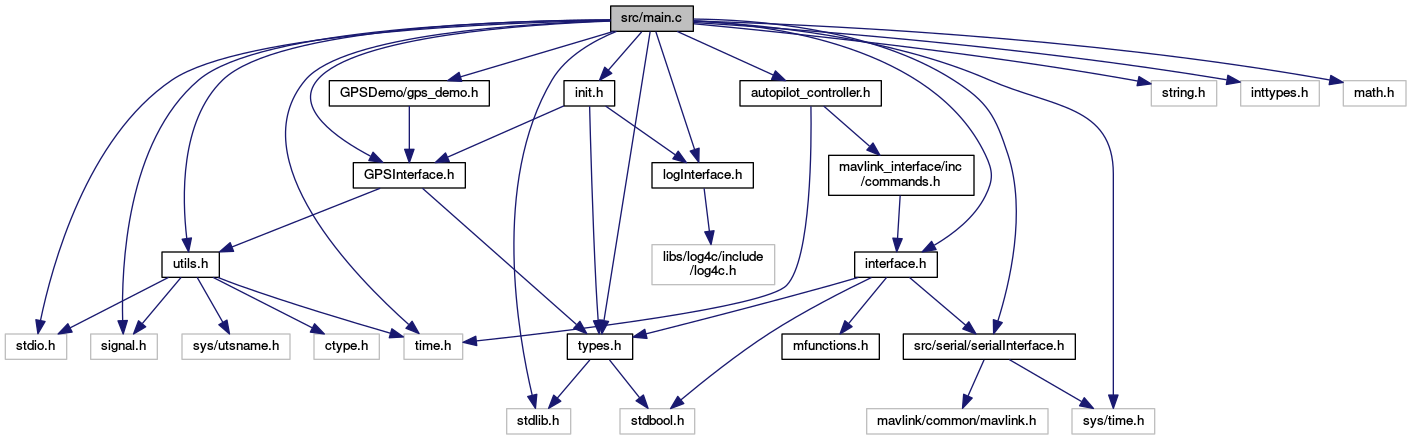 src/main.c
GPSDemo/gps_demo.h
init.h
autopilot_controller.h
string.h
inttypes.h
math.h
GPSInterface.h
logInterface.h
mavlink_interface/inc
/commands.h
utils.h
libs/log4c/include
/log4c.h
interface.h
stdio.h
signal.h
sys/utsname.h
ctype.h
time.h
types.h
mfunctions.h
src/serial/serialInterface.h
stdlib.h
stdbool.h
mavlink/common/mavlink.h
sys/time.h